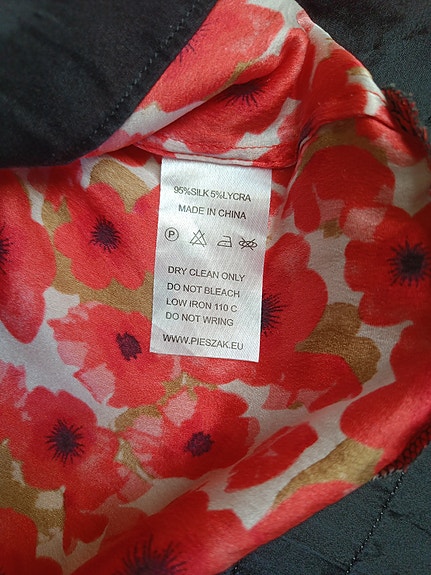 95%SILK 5%LYCRA
MADE IN CHINA
P
DRY CLEAN ONLY
DO NOT BLEACH
LOW IRON 110 C
DO NOT WRING
WWW.PIESZAK.EU